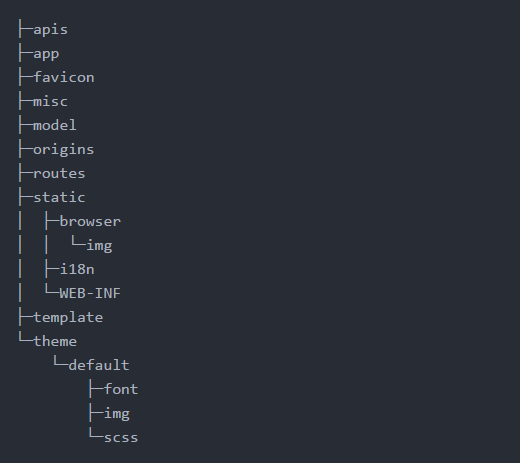 ├─apis
├─app
├─favicon
├─misc
├─model
├─origins
├─routes
├─static
│  ├─browser
│  │  └─img
│  ├─i18n
│  └─WEB-INF
├─template
└─theme
    └─default
        ├─font
        ├─img
        └─scss